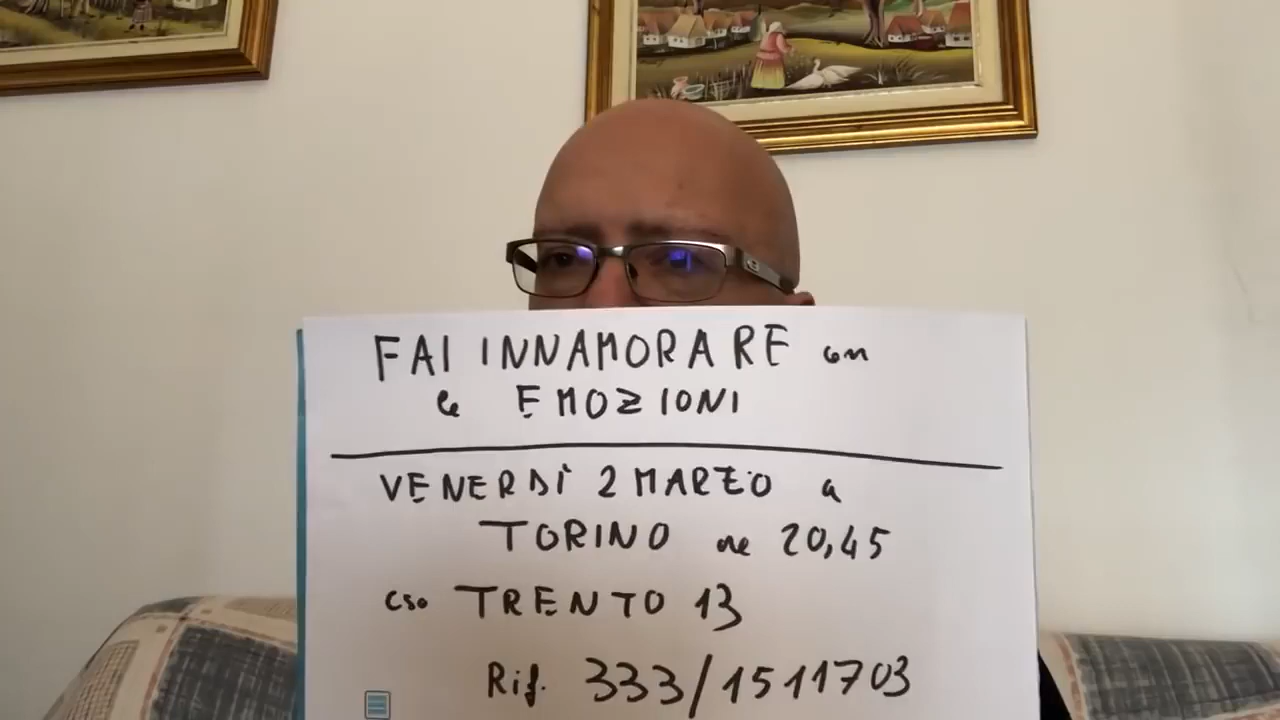 FAI INNAMORARE con
le EMOZIONI
VENERDÌ 2 MARZO a
TORINO ore 20,45
cso TRENTO 13
Rif. 333/1511703